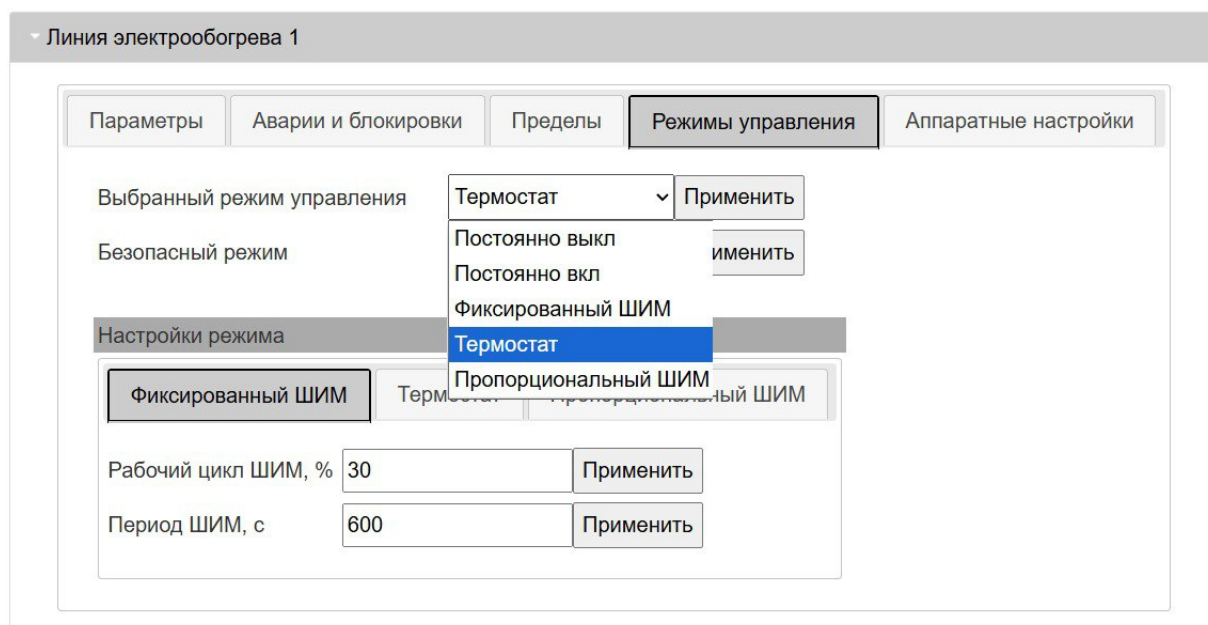 Линия электрообогрева 1
Параметры
Аварии и блокировки
Пределы
Режимы управления
Аппаратные настройки
Выбранный режим управления
Термостат
Применить
Постоянно выкл
Безопасный режим
именить
Постоянно вкл
Фиксированный ШИМ
Настройки режима
Термостат
Пропорциональный ШИМ
Фиксированный ШИМ
Рабочий цикл ШИМ, %
30
Применить
Период ШИМ, с
600
Применить